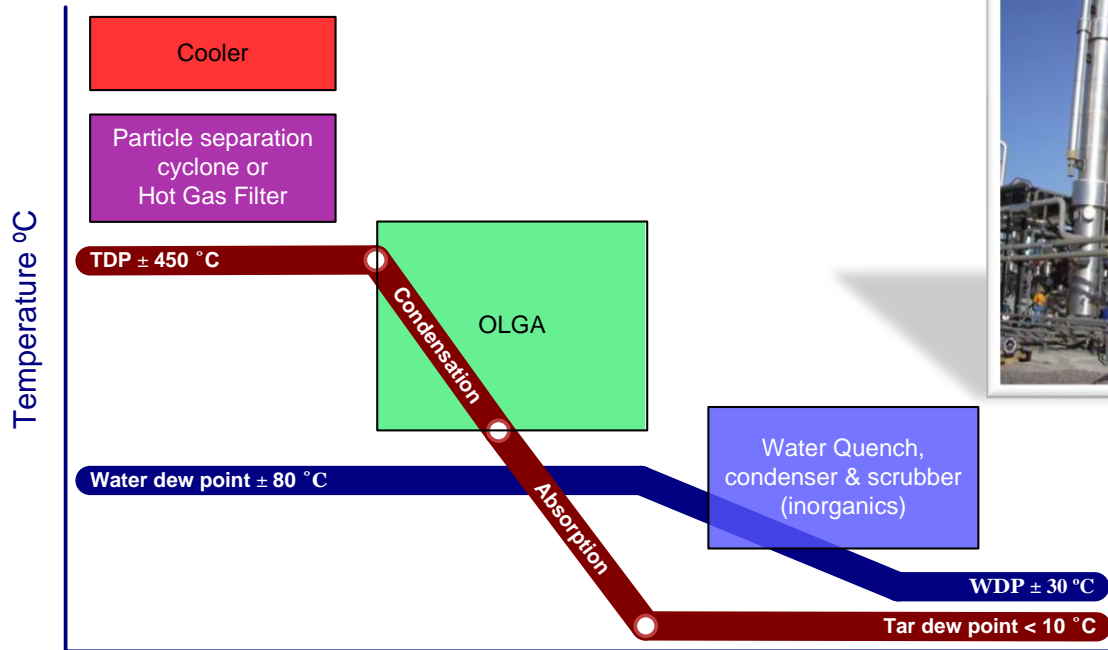 Cooler
Particle separation
cyclone or
Hot Gas Filter
Temperature ºC
TDP ± 450 ˚C
Condensation
OLGA
Absorption
Water dew point ± 80 ˚C
Water Quench,
condenser & scrubber
(inorganics)
WDP ± 30 ºC
Tar dew point < 10 ˚C